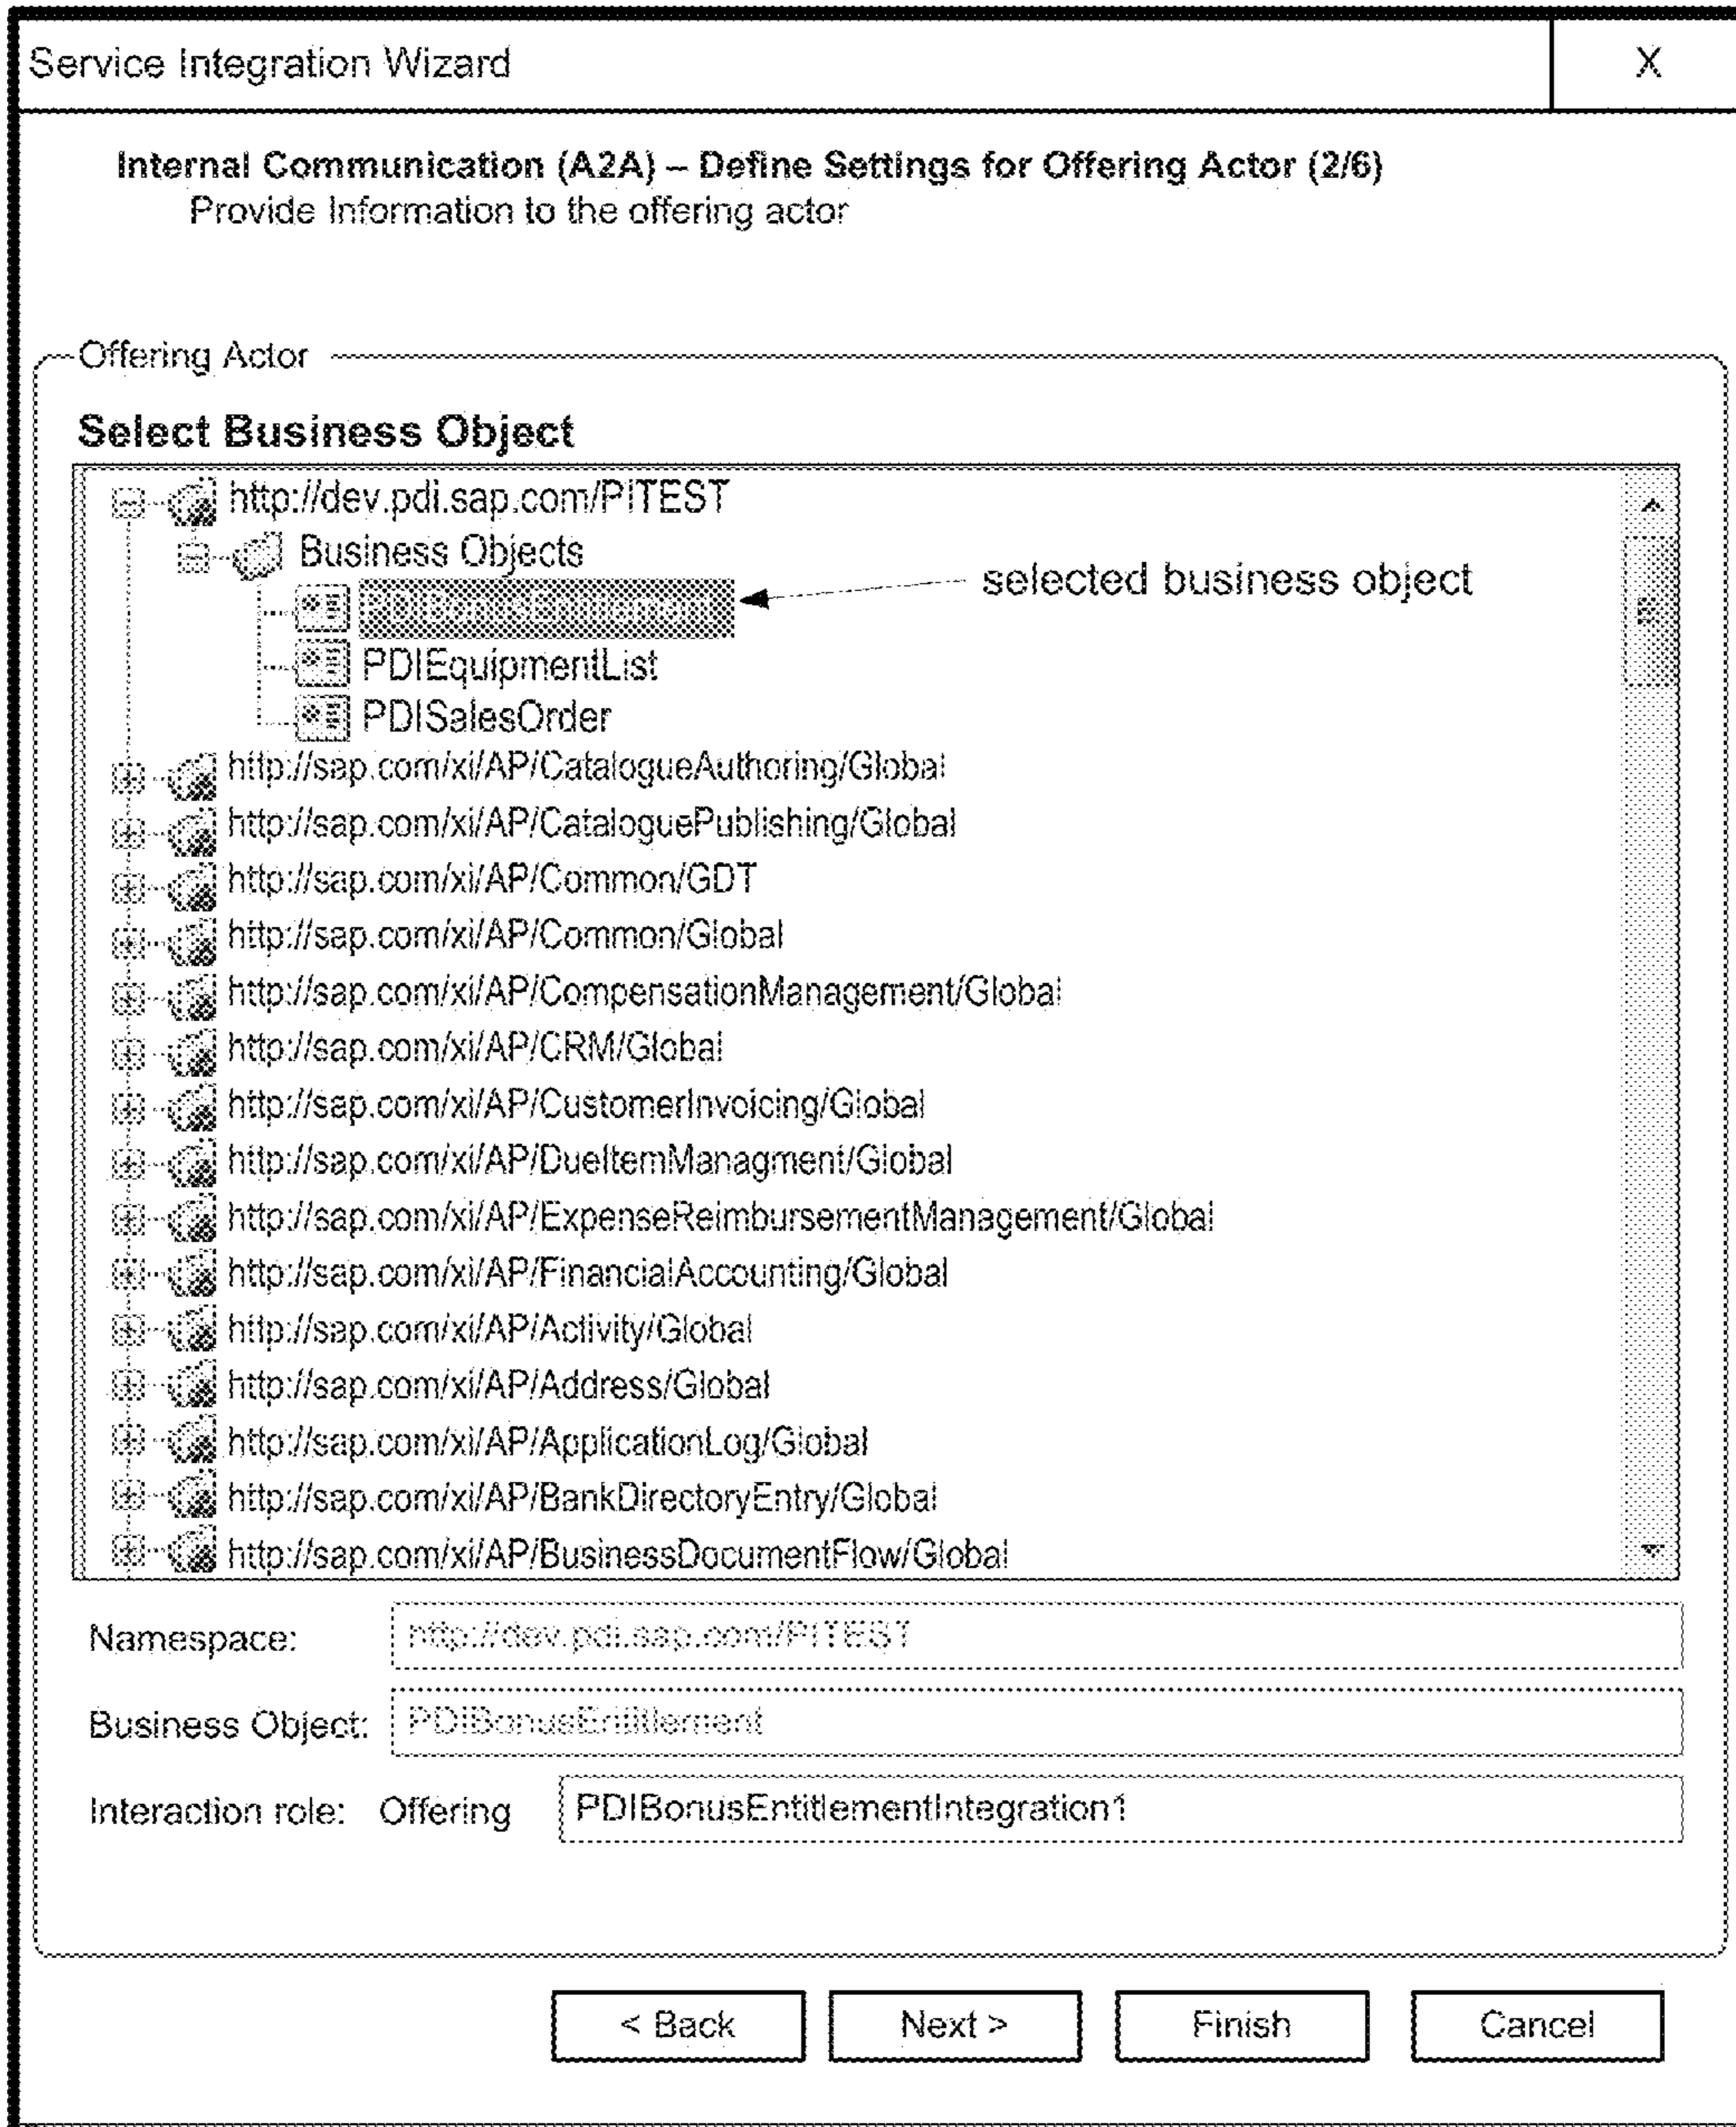 Service Integration Wizard X
Internal Communication (A2A) – Define Settings for Offering Actor (2/6)
Provide Information to the offering actor
Offering Actor
Select Business Object
http://dev.pdi.sap.com/PITEST
Business Objects
PDIBonusEntitlement
selected business object
PDIEquipmentList
PDISalesOrder
http://sap.com/xi/AP/CatalogueAuthoring/Global
http://sap.com/xi/AP/CataloguePublishing/Global
http://sap.com/xi/AP/Common/GDT
http://sap.com/xi/AP/Common/Global
http://sap.com/xi/AP/CompensationManagement/Global
http://sap.com/xi/AP/CRM/Global
http://sap.com/xi/AP/CustomerInvoicing/Global
http://sap.com/xi/AP/DueItemManagment/Global
http://sap.com/xi/AP/ExpenseReimbursementManagement/Global
http://sap.com/xi/AP/FinancialAccounting/Global
http://sap.com/xi/AP/Activity/Global
http://sap.com/xi/AP/Address/Global
http://sap.com/xi/AP/ApplicationLog/Global
http://sap.com/xi/AP/BankDirectoryEntry/Global
http://sap.com/xi/AP/BusinessDocumentFlow/Global
Namespace: http://dev.pdi.sap.com/PITEST
Business Object: PDIBonusEntitlement
Interaction role: Offering PDIBonusEntitlementIntegration1
< Back Next > Finish Cancel